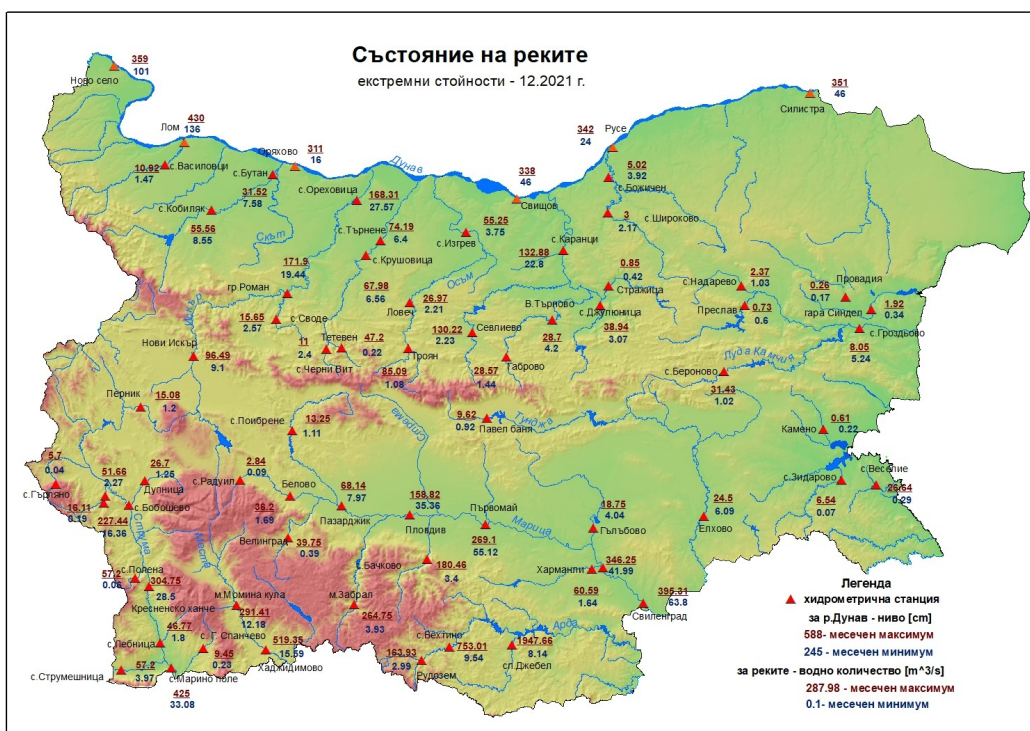 Състояние на реките
екстремни стойности - 12.2021 г.
359
101
Ново село
430
136
Лом
10.92
1.47
с.Василовци
311
16
Оряхово
с.Бутан
31.52
7.58
с.Кобиляк
55.56
8.55
Скът
Дунав
с.Ореховица
168.31
27.57
338
46
Свищов
342
24
Русе
351
46
Силистра
5.02
3.92
с.Божичен
3
2.17
с.Широково
с.Търнене
74.19
6.4
с.Крушовица
55.25
3.75
с.Изгрев
с.Каранци
132.88
22.8
171.9
19.44
гр.Роман
67.98
6.56
Осъм
26.97
2.21
Ловеч
0.85
0.42
Стражица
с.Надарево
2.37
1.03
Преслав
0.73
0.6
Провадия
0.26
0.17
гара Синдел
1.92
0.34
с.Гроздьово
8.05
5.24
Искър
15.65
2.57
с.Своде
Нови Искър
96.49
9.1
Тетевен
11
2.4
с.Черни Вит
47.2
0.22
Троян
85.09
1.08
130.22
2.23
Севлиево
В.Търново
с.Джулюница
38.94
3.07
28.7
4.2
Габрово
28.57
1.44
Луда Камчия
с.Бероново
31.43
1.02
Перник
15.08
1.2
с.Поибрене
13.25
1.11
Стряма
9.62
0.92
Павел баня
Тунджа
Камено
0.61
0.22
5.7
0.04
с.Гърляно
51.66
2.27
16.11
0.19
26.7
1.25
Дупница
с.Бобошево
227.44
16.36
с.Радуил
2.84
0.09
Белово
36.2
1.69
68.14
7.97
Пазарджик
158.82
35.36
Пловдив
Първомай
269.1
55.12
Марица
18.75
4.04
Гълъбово
24.5
6.09
Елхово
с.Зидарово
6.54
0.07
с.Веселие
26.64
0.29
Струма
Места
Велинград
39.75
0.39
с.Бачково
180.46
3.4
Харманли
346.25
41.99
60.59
1.64
395.31
63.8
Свиленград
с.Полена
57.2
0.06
304.75
28.5
Кресненско ханче
м.Момина кула
291.41
12.18
м.Забрал
264.75
3.93
46.77
1.8
с.Лебница
с.Г. Спанчево
9.45
0.23
519.35
15.59
Хаджидимово
с.Вехтино
753.01
9.54
163.93
2.99
Рудозем
1947.66
8.14
сп.Джебел
Арда
57.2
3.97
с.Струмешница
с.Марино поле
425
33.08
Легенда
хидрометрична станция
за р.Дунав - ниво [cm]
588- месечен максимум
245 - месечен минимум
за реките - водно количество [m^3/s]
287.98 - месечен максимум
0.1- месечен минимум